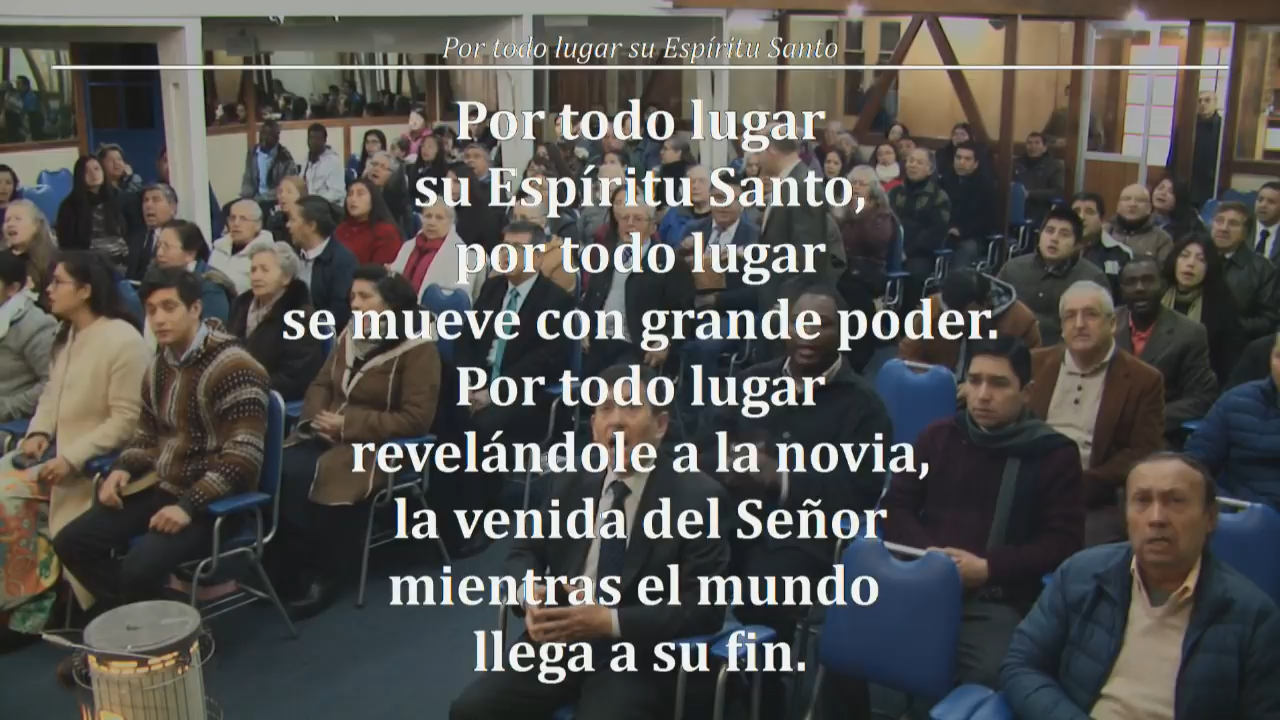 Por todo lugar su Espíritu Santo
Por todo lugar
su Espíritu Santo,
por todo lugar
se mueve con grande poder.
Por todo lugar
revelándole a la novia,
la venida del Señor
mientras el mundo
llega a su fin.